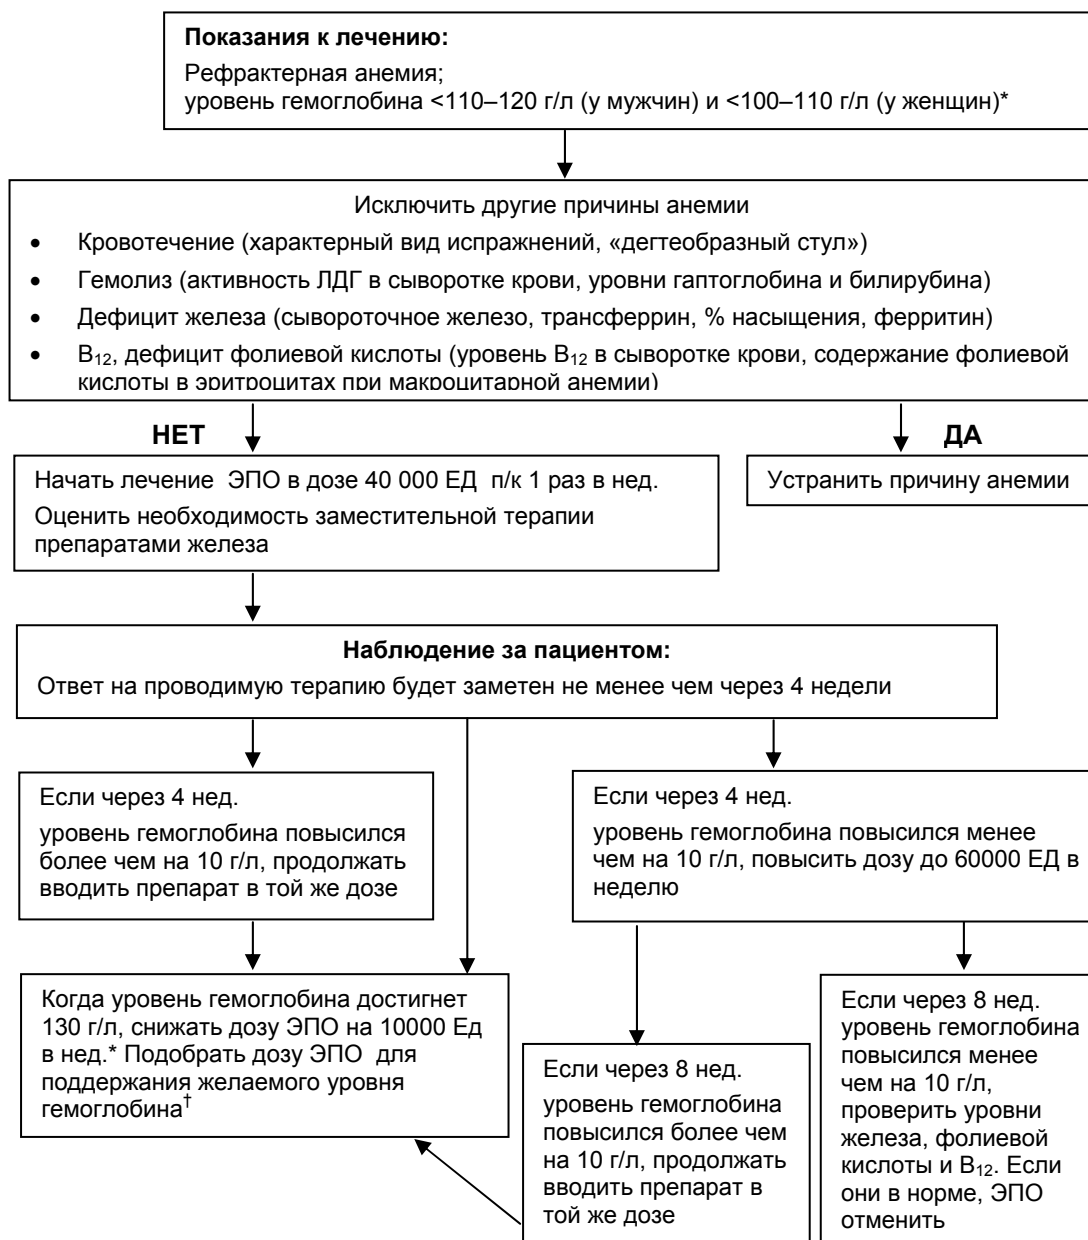 Показания к лечению:
Рефрактерная анемия;
уровень гемоглобина <110–120 г/л (у мужчин) и <100–110 г/л (у женщин)*
Исключить другие причины анемии
• Кровотечение (характерный вид испражнений, «дегтеобразный стул»)
• Гемолиз (активность ЛДГ в сыворотке крови, уровни гаптоглобина и билирубина)
• Дефицит железа (сывороточное железо, трансферрин, % насыщения, ферритин)
• В₁₂, дефицит фолиевой кислоты (уровень В₁₂ в сыворотке крови, содержание фолиевой
кислоты в эритроцитах при макроцитарной анемии)
НЕТ
ДА
Начать лечение ЭПО в дозе 40 000 ЕД п/к 1 раз в нед.
Оценить необходимость заместительной терапии
препаратами железа
Устранить причину анемии
Наблюдение за пациентом:
Ответ на проводимую терапию будет заметен не менее чем через 4 недели
Если через 4 нед.
уровень гемоглобина повысился
более чем на 10 г/л, продолжать
вводить препарат в той же дозе
Если через 4 нед.
уровень гемоглобина повысился менее
чем на 10 г/л, повысить дозу до 60000 ЕД в
неделю
Когда уровень гемоглобина достигнет
130 г/л, снижать дозу ЭПО на 10000 Ед
в нед.* Подобрать дозу ЭПО для
поддержания желаемого уровня
гемоглобина†
Если через 8 нед.
уровень гемоглобина
повысился более чем
на 10 г/л, продолжать
вводить препарат в
той же дозе
Если через 8 нед.
уровень гемоглобина
повысился менее
чем на 10 г/л,
проверить уровни
железа, фолиевой
кислоты и В₁₂. Если
они в норме, ЭПО
отменить